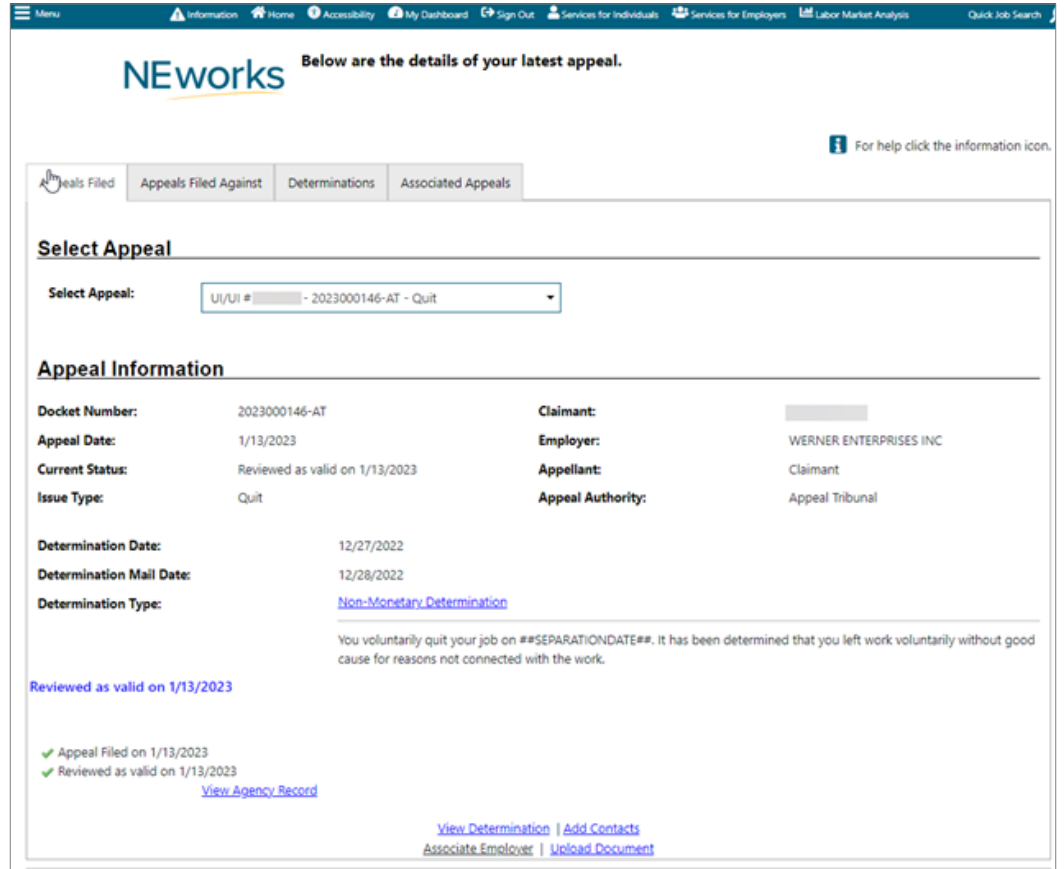 Menu Information Home Accessibility My Dashboard Sign Out Services for Individuals Services for Employers Labor Market Analysis Quick Job Search
NEworks
Below are the details of your latest appeal.
For help click the information icon.
Appeals Filed Appeals Filed Against Determinations Associated Appeals
Select Appeal
Select Appeal: UI/UI # - 2023000146-AT - Quit
Appeal Information
Docket Number: 2023000146-AT Claimant:
Appeal Date: 1/13/2023 Employer: WERNER ENTERPRISES INC
Current Status: Reviewed as valid on 1/13/2023 Appellant: Claimant
Issue Type: Quit Appeal Authority: Appeal Tribunal
Determination Date: 12/27/2022
Determination Mail Date: 12/28/2022
Determination Type: Non-Monetary Determination
You voluntarily quit your job on ##SEPARATIONDATE##. It has been determined that you left work voluntarily without good
cause for reasons not connected with the work.
Reviewed as valid on 1/13/2023
Appeal Filed on 1/13/2023
Reviewed as valid on 1/13/2023
View Agency Record
View Determination | Add Contacts
Associate Employer | Upload Document